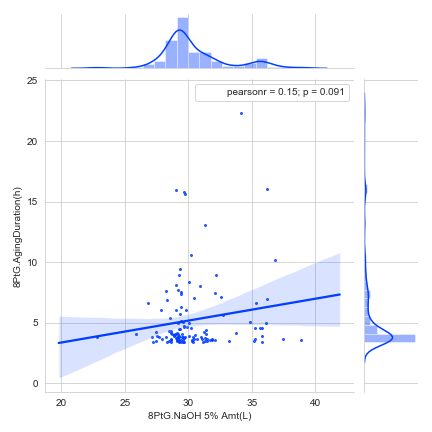 pearsonr = 0.15; p = 0.091
25
20
15
10
5
0
8PtG.AgingDuration(h)
20 25 30 35 40
8PtG.NaOH 5% Amt(L)